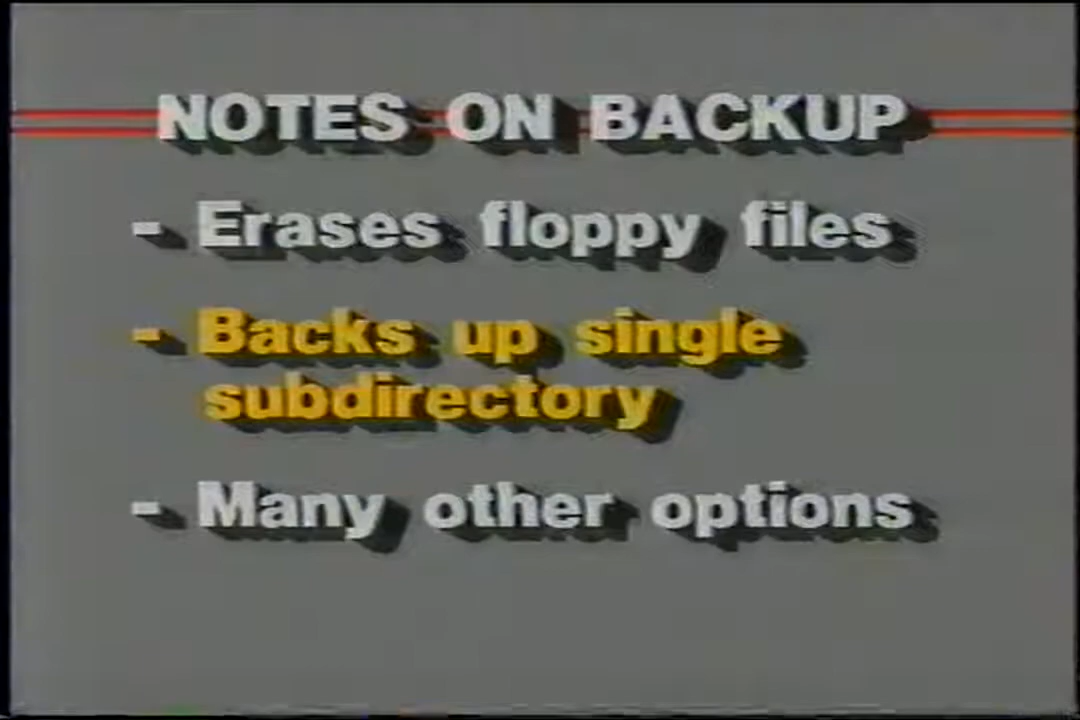 NOTES ON BACKUP
- Erases floppy files
- Backs up single
subdirectory
- Many other options